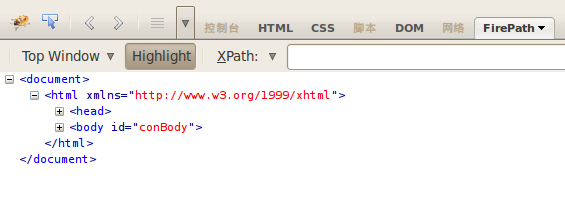 控制台 HTML CSS 脚本 DOM 网络 FirePath
Top Window Highlight XPath:
<document>
<html xmlns="http://www.w3.org/1999/xhtml">
<head>
<body id="conBody">
</html>
</document>